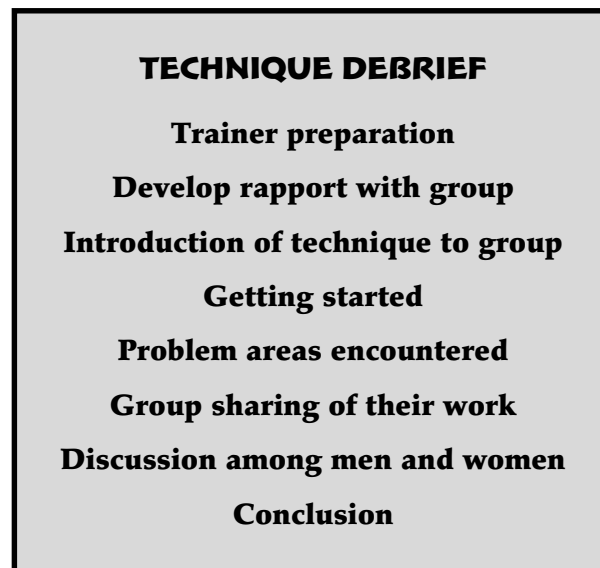 TECHNIQUE DEBRIEF
Trainer preparation
Develop rapport with group
Introduction of technique to group
Getting started
Problem areas encountered
Group sharing of their work
Discussion among men and women
Conclusion